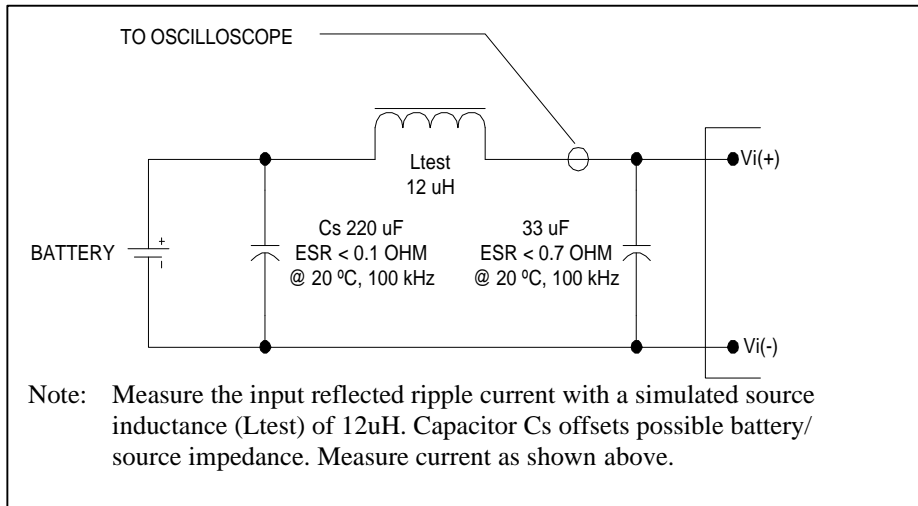 TO OSCILLOSCOPE
Ltest
12 uH
Vi(+)
BATTERY
+
-
Cs 220 uF
ESR < 0.1 OHM
@ 20 ºC, 100 kHz
33 uF
ESR < 0.7 OHM
@ 20 ºC, 100 kHz
Vi(-)
Note: Measure the input reflected ripple current with a simulated source
inductance (Ltest) of 12uH. Capacitor Cs offsets possible battery/
source impedance. Measure current as shown above.